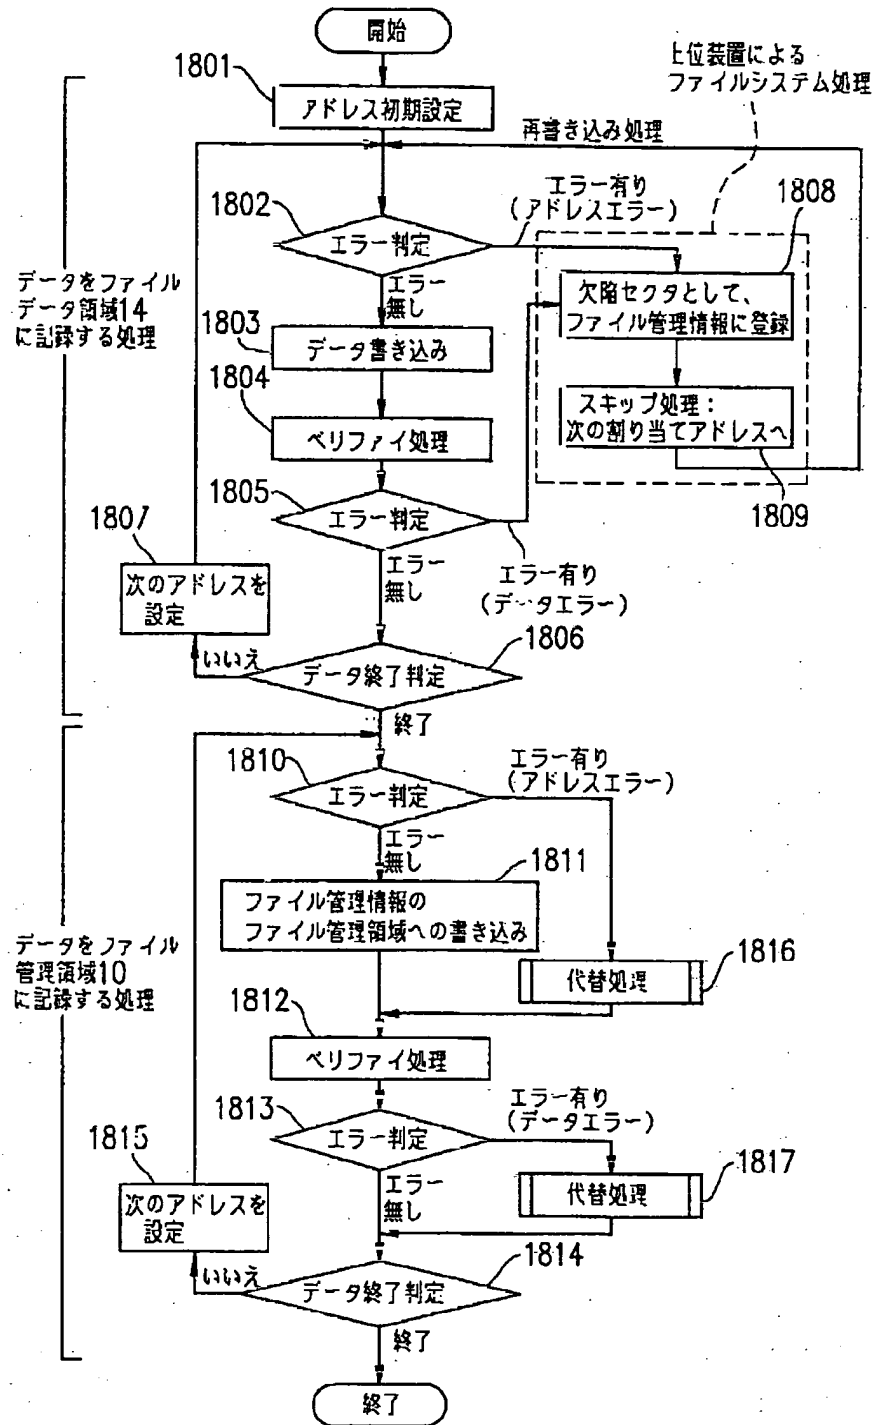 開始
上位装置による
ファイルシステム処理
1801
アドレス初期設定
再書き込み処理
エラー有り
(アドレスエラー)
1808
1802
エラー判定
エラー
無し
欠陥セクタとして、
ファイル管理情報に登録
データをファイル
データ領域14
に記録する処理
1803
データ書き込み
1804
ベリファイ処理
スキップ処理:
次の割り当てアドレスへ
1809
1805
エラー判定
エラー有り
(データエラー)
エラー
無し
1807
次のアドレスを
設定
いいえ
1806
データ終了判定
終了
1810
エラー判定
エラー有り
(アドレスエラー)
エラー
無し
1811
ファイル管理情報の
ファイル管理領域への書き込み
データをファイル
管理領域10
に記録する処理
1816
代替処理
1812
ベリファイ処理
1813
エラー判定
エラー有り
(データエラー)
エラー
無し
1817
代替処理
1815
次のアドレスを
設定
いいえ
1814
データ終了判定
終了
終了